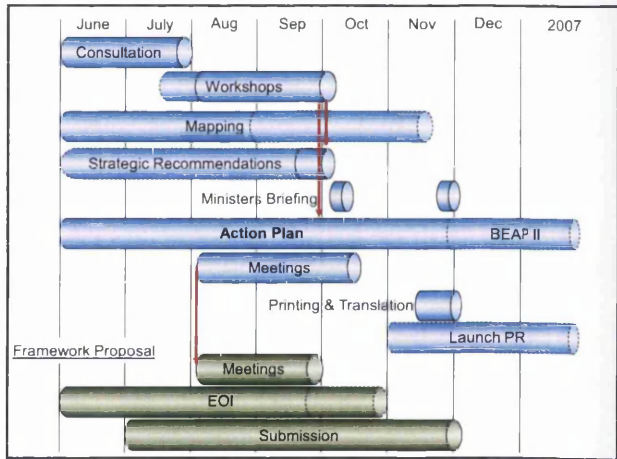 June July Aug Sep Oct Nov Dec 2007
Consultation
Workshops
Mapping
Strategic Recommendations
Ministers Briefing
Action Plan BEAP II
Meetings
Printing & Translation
Launch PR
Framework Proposal
Meetings
EOI
Submission